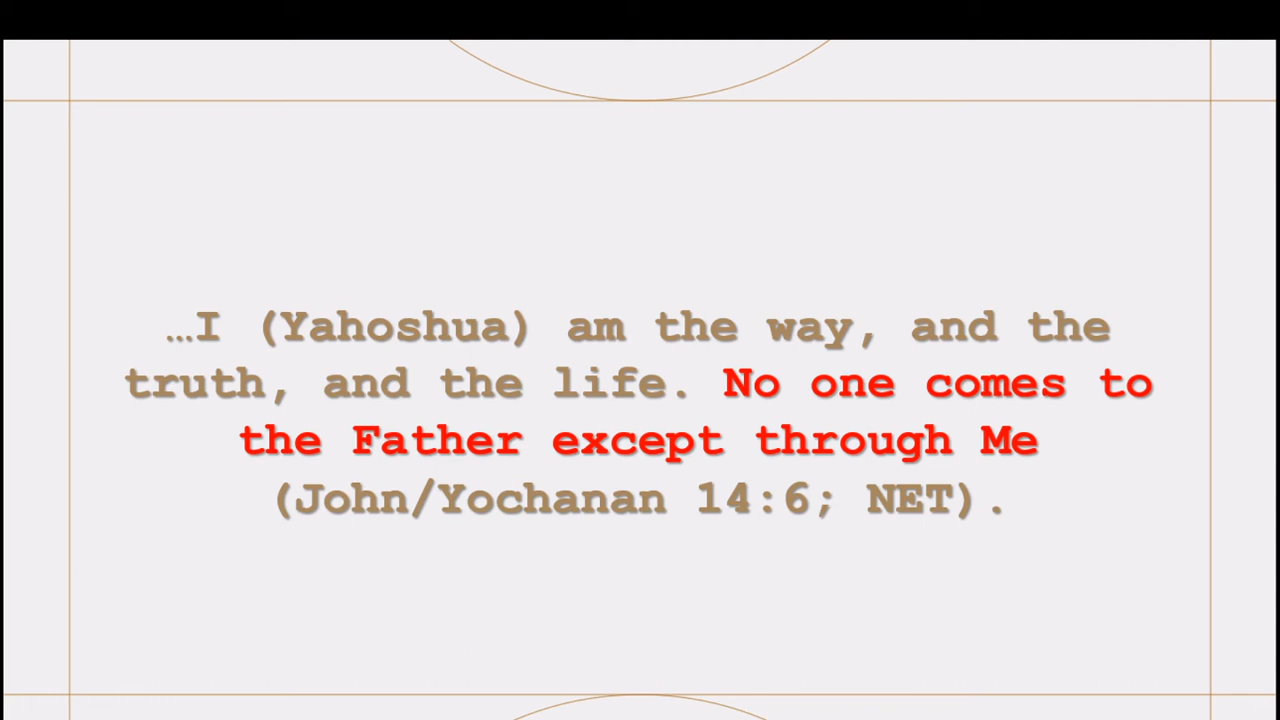 …I (Yahoshua) am the way, and the
truth, and the life. No one comes to
the Father except through Me
(John/Yochanan 14:6; NET).